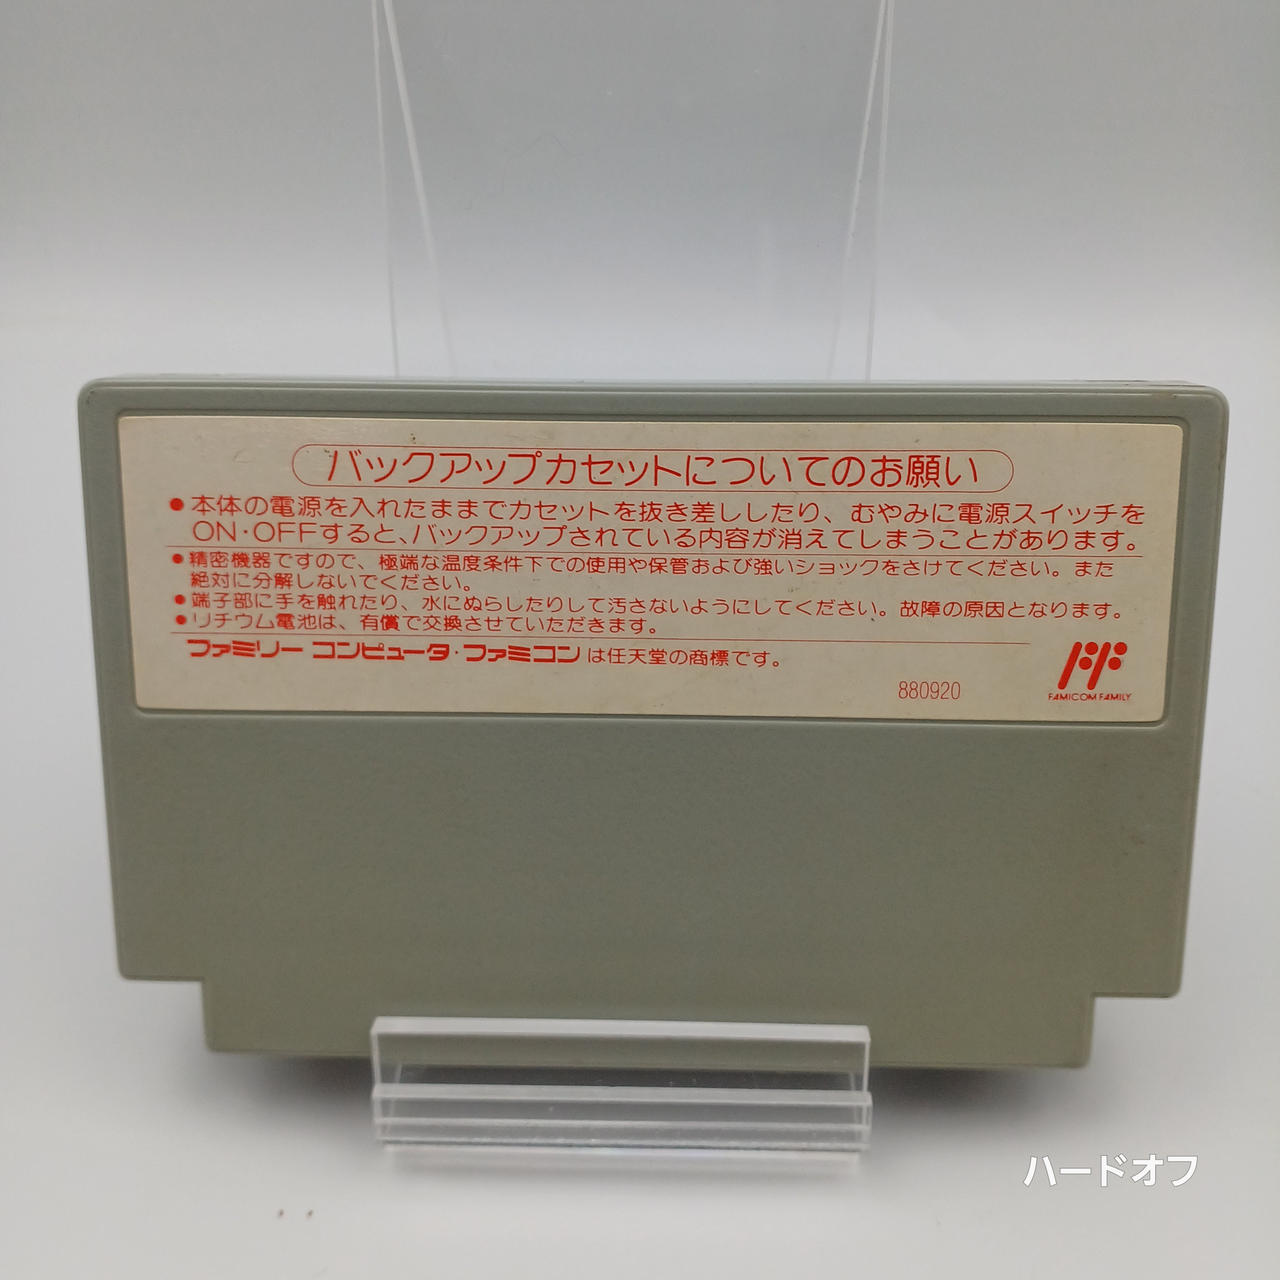 バックアップカセットについてのお願い
●本体の電源を入れたままでカセットを抜き差ししたり、むやみに電源スイッチを
ON・OFFすると、バックアップされている内容が消えてしまうことがあります。
●精密機器ですので、極端な温度条件下での使用や保管および強いショックをさけてください。また
絶対に分解しないでください。
●端子部に手を触れたり、水にぬらしたりして汚さないようにしてください。故障の原因となります。
●リチウム電池は、有償で交換させていただきます。
ファミリー コンピュータ・ファミコンは任天堂の商標です。
880920
FAMICOM FAMILY
ハードオフ